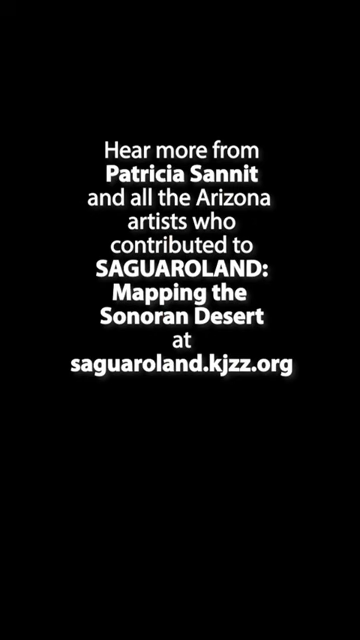 Hear more from
Patricia Sannit
and all the Arizona
artists who
contributed to
SAGUAROLAND:
Mapping the
Sonoran Desert
at
saguaroland.kjzz.org